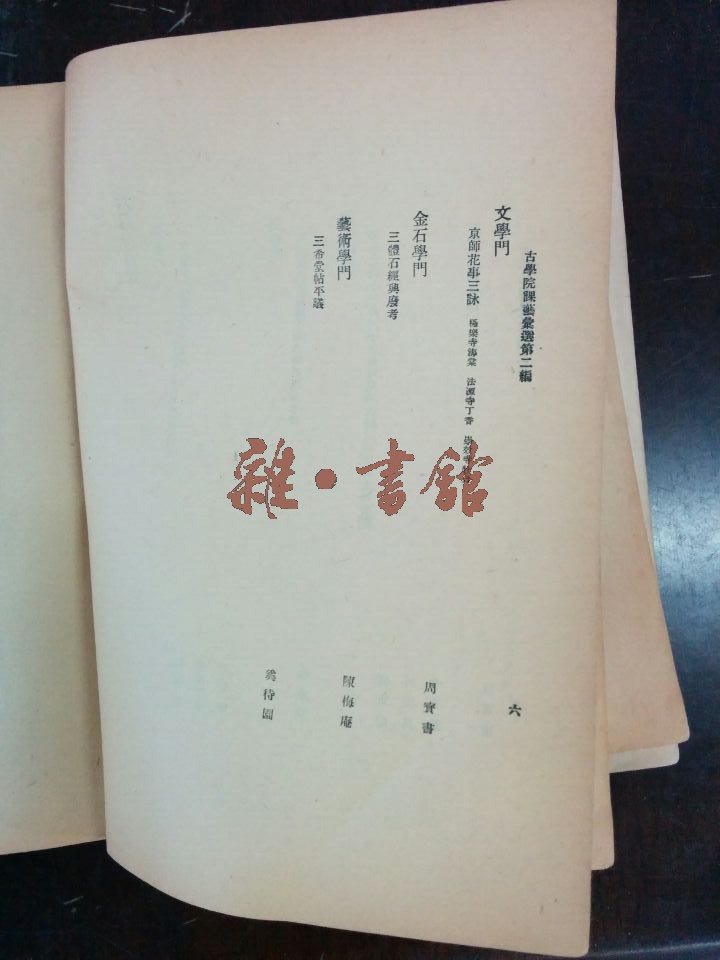 古學院課藝彙選第二編
六
文學門
京師花事三詠 極樂寺海棠 法源寺丁香
周實書
金石學門
三體石經興廢考
陳梅庵
藝術學門
三希堂帖平議
待園
雜·書館